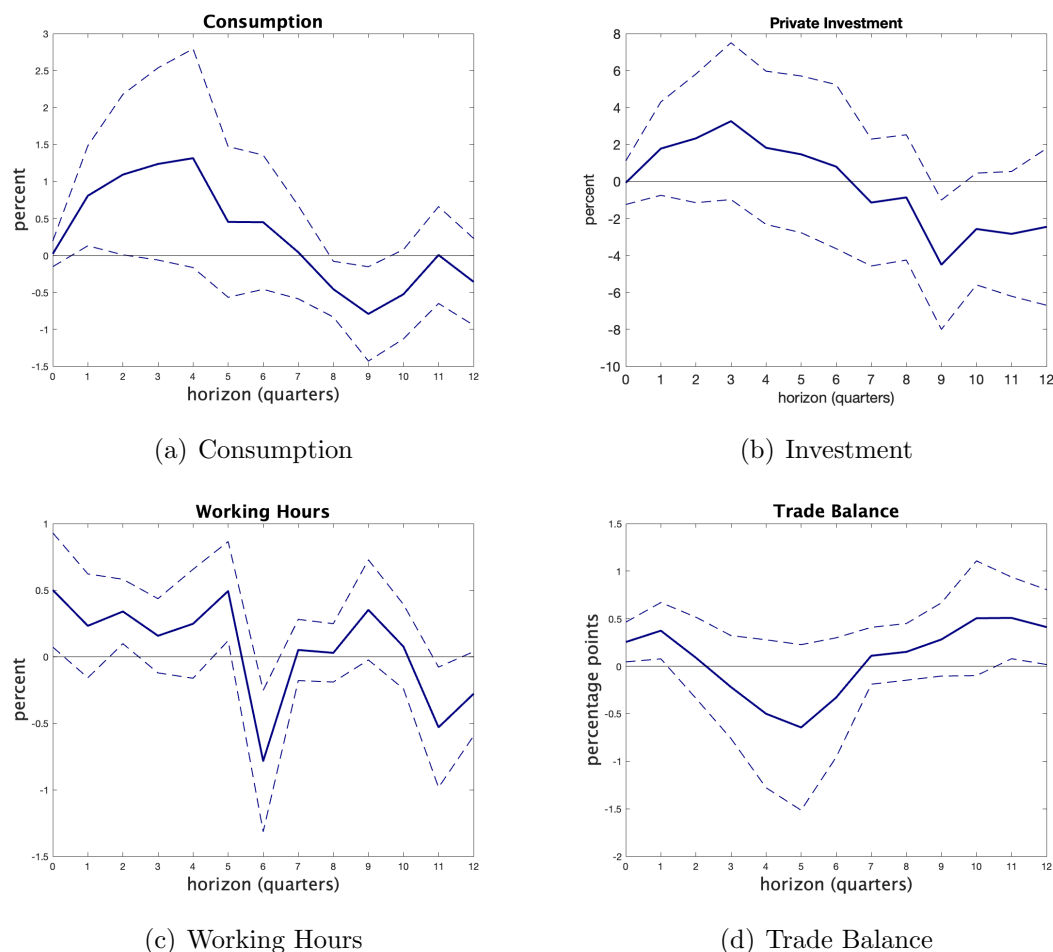 Consumption
3
2.5
2
1.5
1
0.5
0
-0.5
-1
-1.5
percent
0 1 2 3 4 5 6 7 8 9 10 11 12
horizon (quarters)
(a) Consumption
Private Investment
8
6
4
2
0
-2
-4
-6
-8
-10
percent
0 1 2 3 4 5 6 7 8 9 10 11 12
horizon (quarters)
(b) Investment
Working Hours
1
0.5
0
-0.5
-1
-1.5
percent
0 1 2 3 4 5 6 7 8 9 10 11 12
horizon (quarters)
(c) Working Hours
Trade Balance
1.5
1
0.5
0
-0.5
-1
-1.5
-2
percentage points
0 1 2 3 4 5 6 7 8 9 10 11 12
horizon (quarters)
(d) Trade Balance